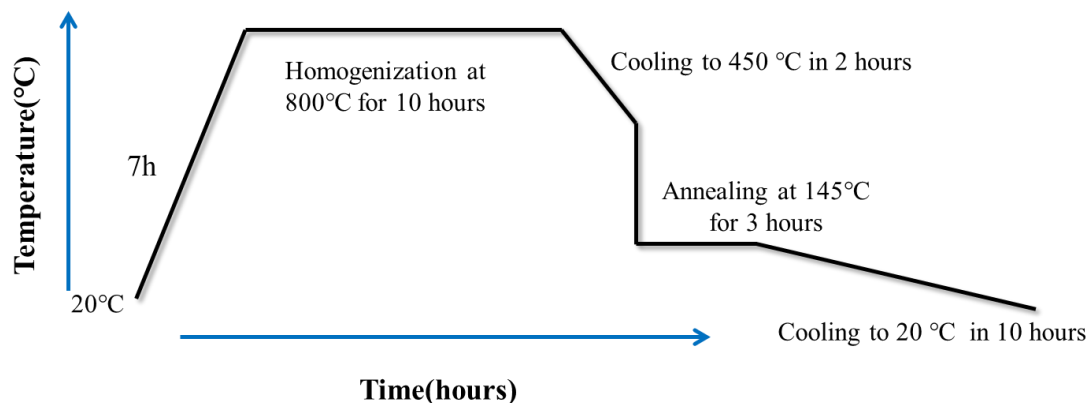 Temperature(℃)
7h
20℃
Homogenization at
800℃ for 10 hours
Cooling to 450 ℃ in 2 hours
Annealing at 145℃
for 3 hours
Cooling to 20 ℃ in 10 hours
Time(hours)